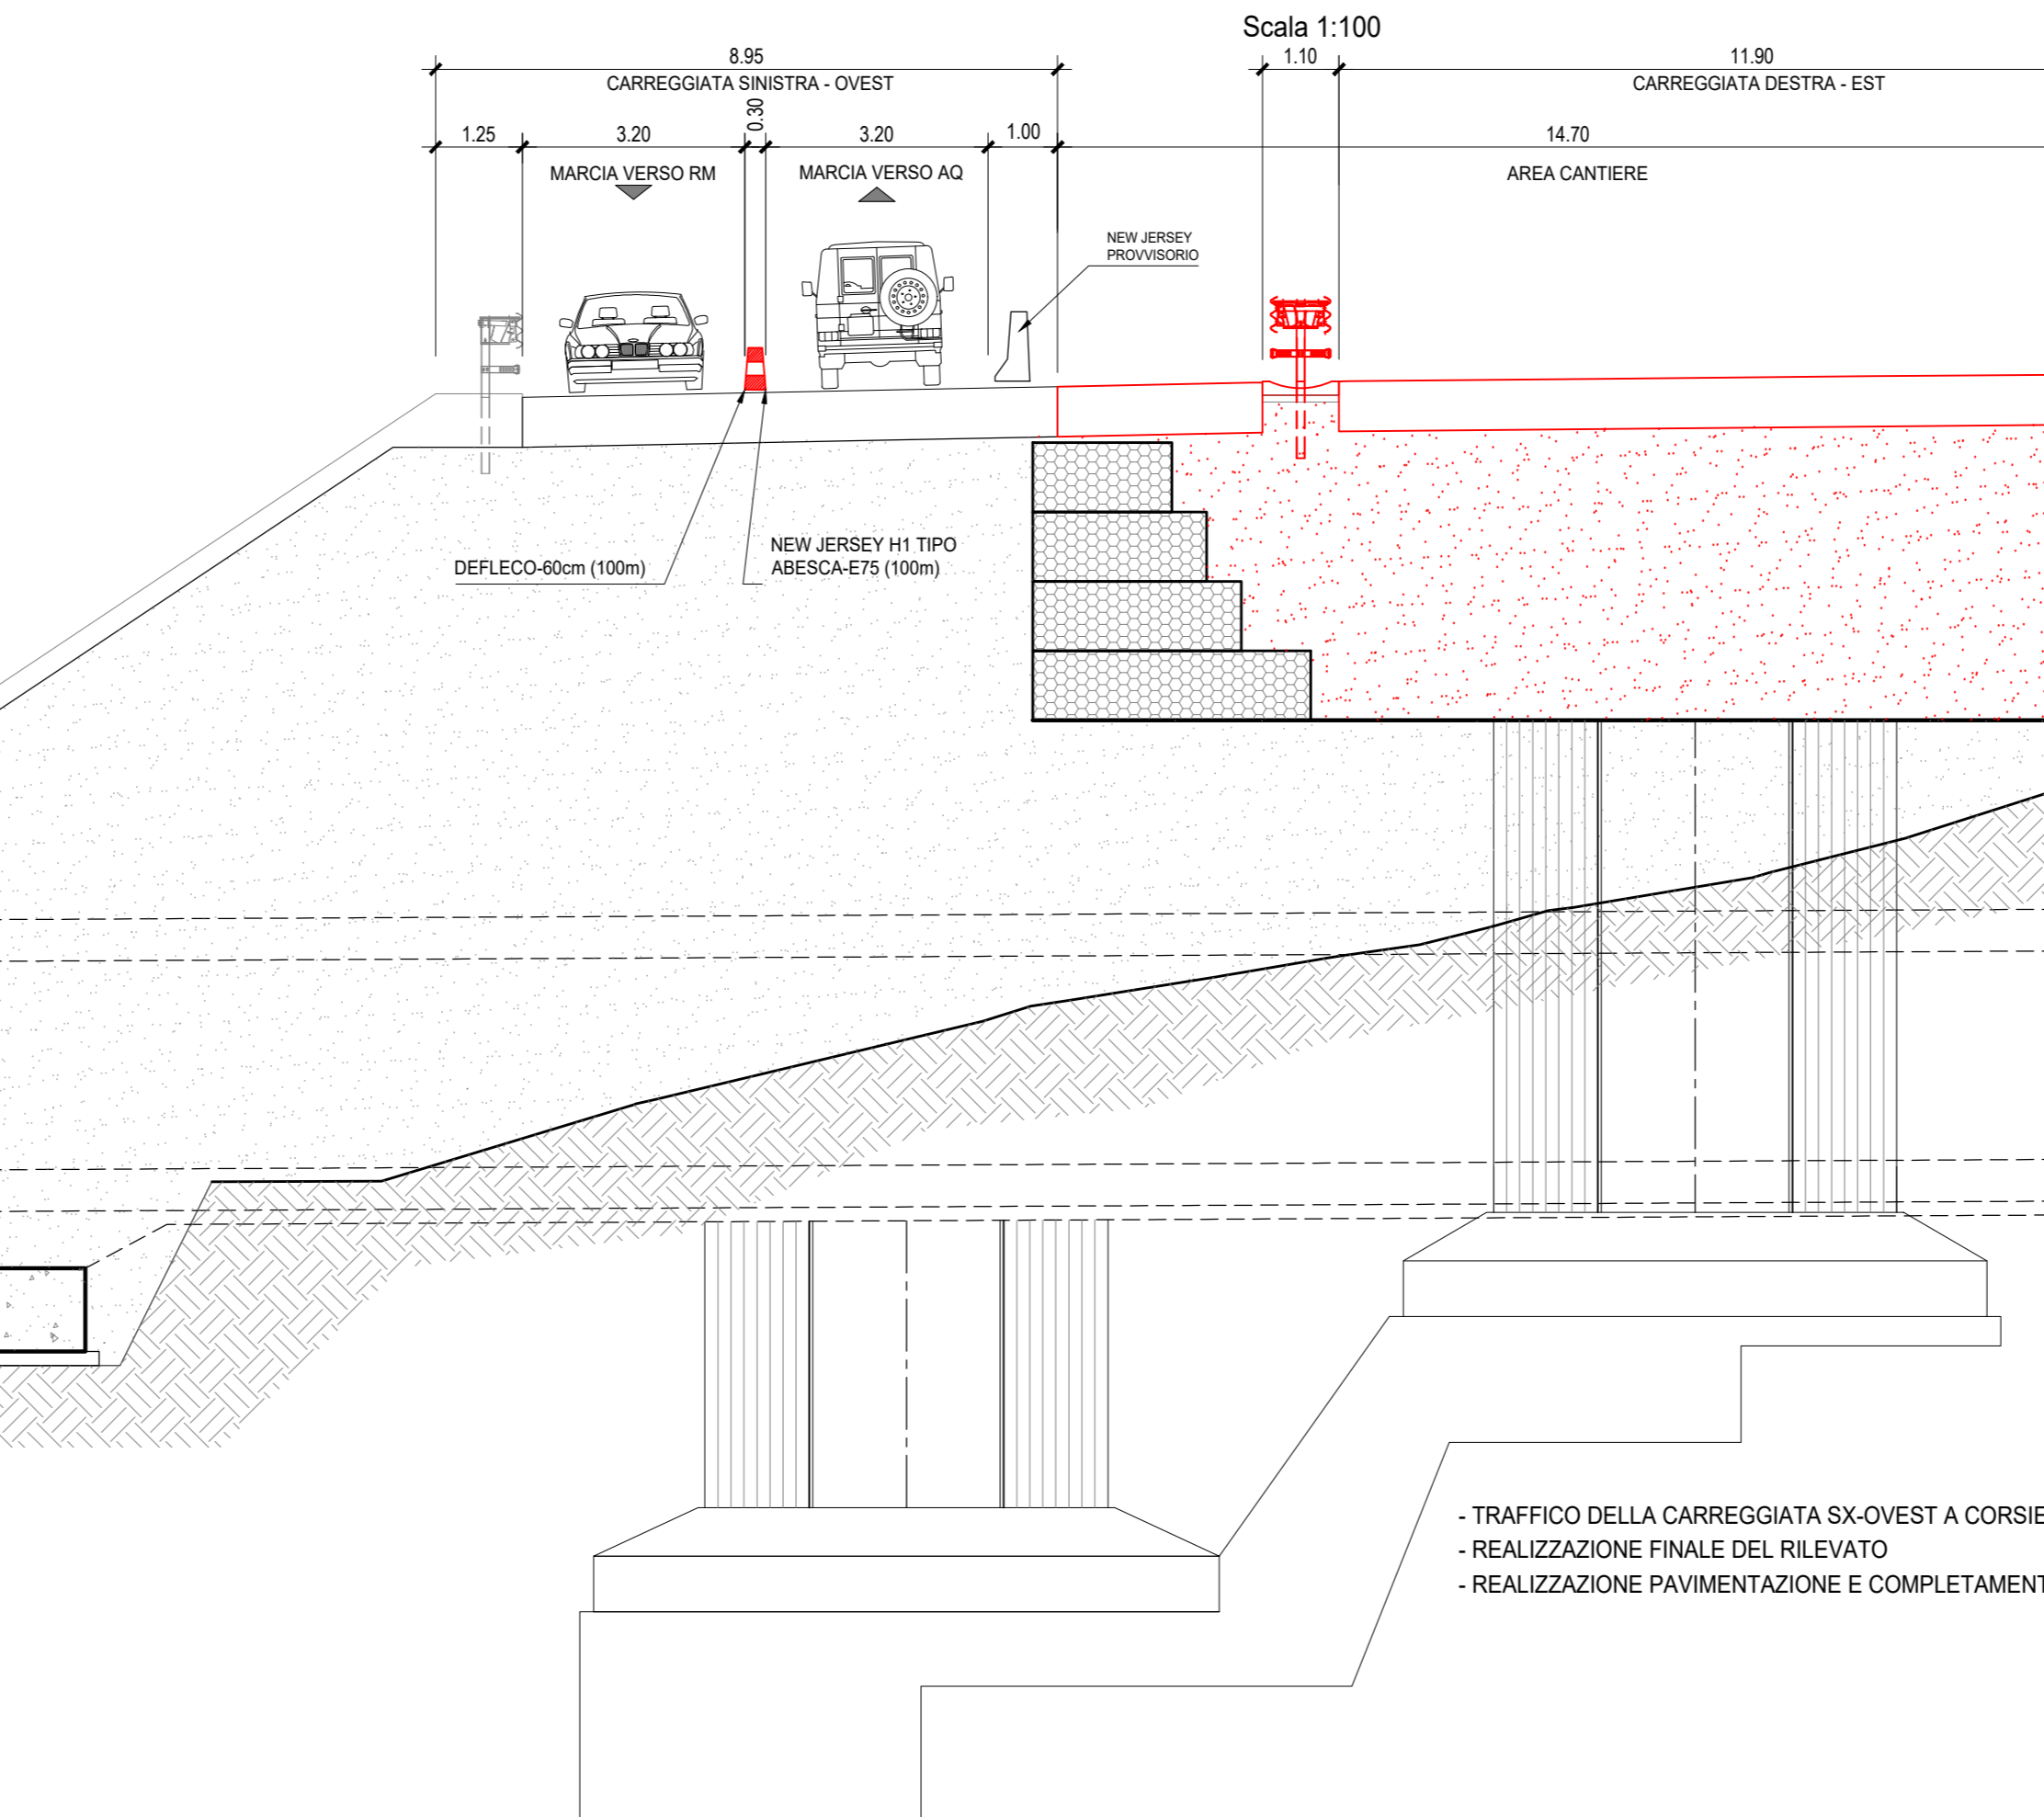 Scala 1:100
8.95
1.10
11.90
CARREGGIATA SINISTRA - OVEST
CARREGGIATA DESTRA - EST
0.30
1.25
3.20
3.20
1.00
14.70
MARCIA VERSO RM
MARCIA VERSO AQ
AREA CANTIERE
NEW JERSEY
PROVVISORIO
DEFLECO-60cm (100m)
NEW JERSEY H1 TIPO
ABESCA-E75 (100m)
- TRAFFICO DELLA CARREGGIATA SX-OVEST A CORSIE
- REALIZZAZIONE FINALE DEL RILEVATO
- REALIZZAZIONE PAVIMENTAZIONE E COMPLETAMENT